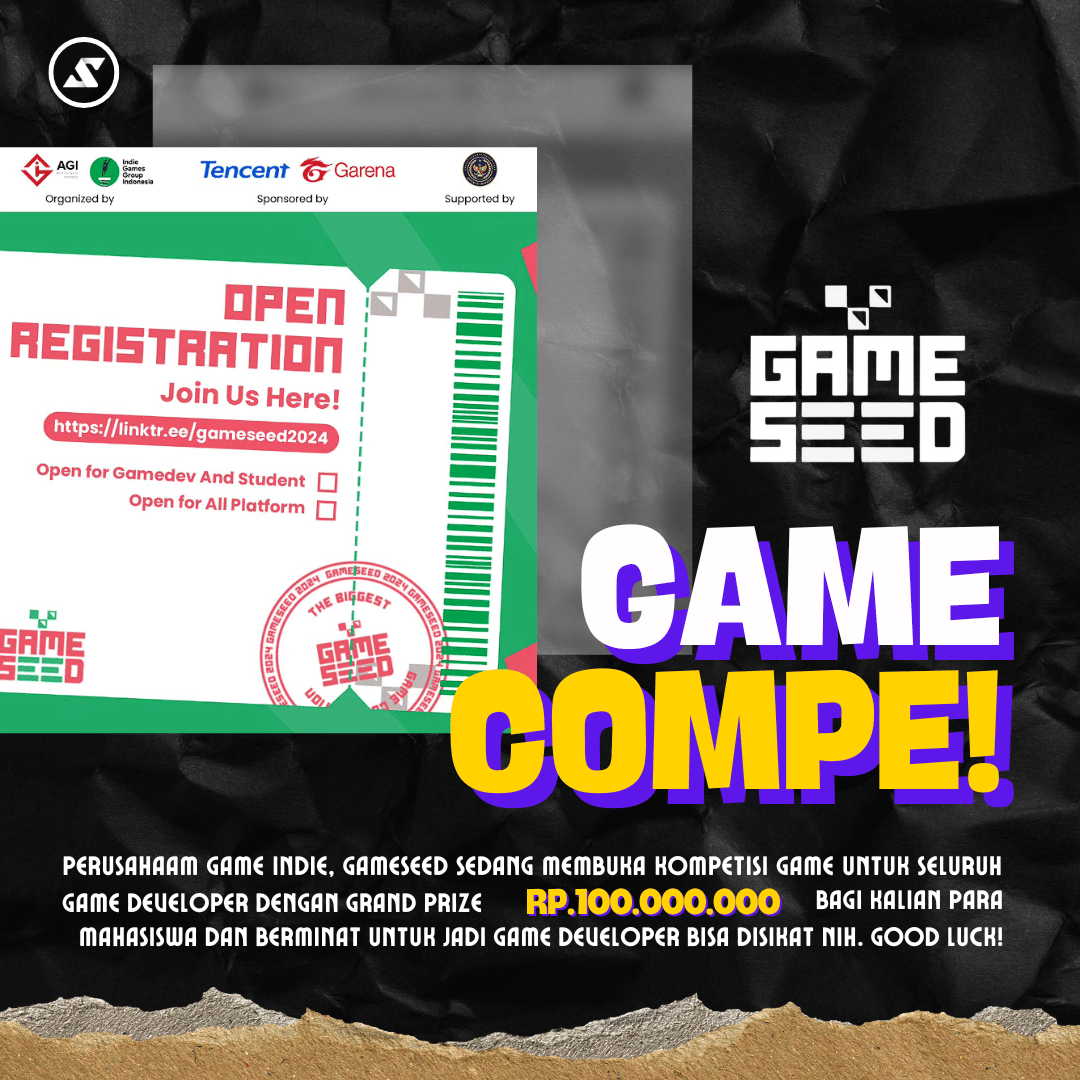 AGI
Indie
Games
Group
Indonesia
Organized by
Tencent
Garena
Sponsored by
Supported by
OPEN
REGISTRATION
Join Us Here!
https://linktr.ee/gameseed2024
Open for Gamedev And Student
Open for All Platform
GAME
SEED
GAMESEED 2024 GAMESEED 2024 GAMESEED 2024
THE BIGGEST
GAME
SEED
GAME
SEED
GAME
COMPE!
PERUSAHAAM GAME INDIE, GAMESEED SEDANG MEMBUKA KOMPETISI GAME UNTUK SELURUH
GAME DEVELOPER DENGAN GRAND PRIZE RP.100.000.000 BAGI KALIAN PARA
MAHASISWA DAN BERMINAT UNTUK JADI GAME DEVELOPER BISA DISIKAT NIH. GOOD LUCK!